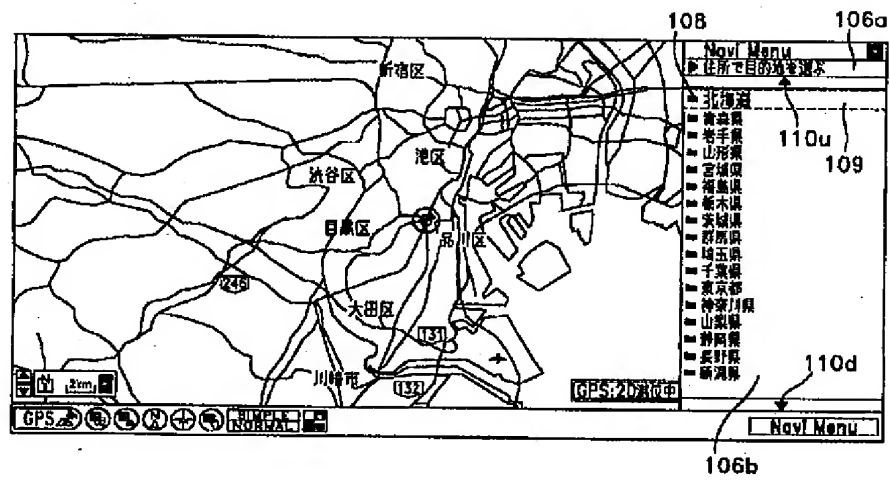 108
106a
Navi Menu
住所で目的地を選ぶ
新宿区
北海道
110u
109
青森県
岩手県
港区
山形県
宮城県
渋谷区
福島県
栃木県
目黒区
茨城県
品川区
群馬県
埼玉県
千葉県
246
東京都
大田区
神奈川県
山梨県
131
静岡県
110d
長野県
川崎市
新潟県
N
2km
132
GPS:2D測位中
GPS
N
SIMPLE
NORMAL
Navi Menu
106b